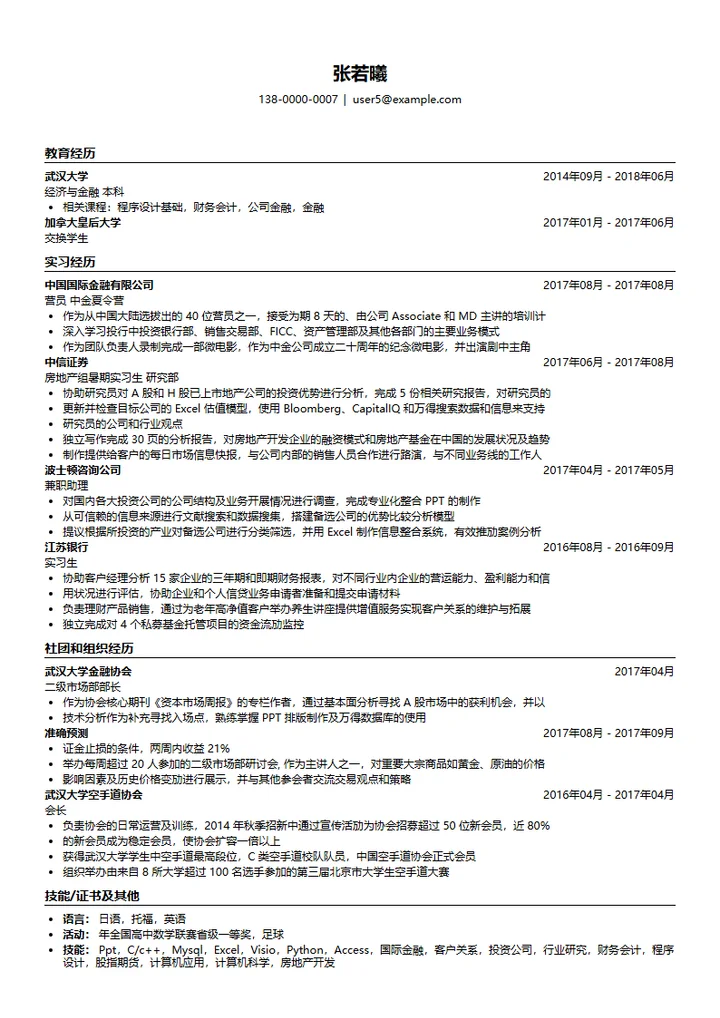 张若曦
138-0000-0007 | user5@example.com
教育经历
武汉大学 2014年09月 - 2018年06月
经济与金融 本科
• 相关课程：程序设计基础，财务会计，公司金融，金融
加拿大皇后大学 2017年01月 - 2017年06月
交换学生
实习经历
中国国际金融有限公司 2017年08月 - 2017年08月
营员 中金夏令营
• 作为从中国大陆选拔出的 40 位营员之一，接受为期 8 天的、由公司 Associate 和 MD 主讲的培训计
• 深入学习投行中投资银行部、销售交易部、FICC、资产管理部及其他各部门的主要业务模式
• 作为团队负责人录制完成一部微电影，作为中金公司成立二十周年的纪念微电影，并出演剧中主角
中信证券 2017年06月 - 2017年08月
房地产组暑期实习生 研究部
• 协助研究员对 A 股和 H 股已上市地产公司的投资优势进行分析，完成 5 份相关研究报告，对研究员的
• 更新并检查目标公司的 Excel 估值模型，使用 Bloomberg、CapitalIQ 和万得搜索数据和信息来支持
• 研究员的公司和行业观点
• 独立写作完成 30 页的分析报告，对房地产开发企业的融资模式和房地产基金在中国的发展状况及趋势
• 制作提供给客户的每日市场信息快报，与公司内部的销售人员合作进行路演，与不同业务线的工作人
波士顿咨询公司 2017年04月 - 2017年05月
兼职助理
• 对国内各大投资公司的公司结构及业务开展情况进行调查，完成专业化整合 PPT 的制作
• 从可信赖的信息来源进行文献搜索和数据搜集，搭建备选公司的优势比较分析模型
• 提议根据所投资的产业对备选公司进行分类筛选，并用 Excel 制作信息整合系统，有效推动案例分析
江苏银行 2016年08月 - 2016年09月
实习生
• 协助客户经理分析 15 家企业的三年期和即期财务报表，对不同行业内企业的营运能力、盈利能力和信
• 用状况进行评估，协助企业和个人信贷业务申请者准备和提交申请材料
• 负责理财产品销售，通过为老年高净值客户举办养生讲座提供增值服务实现客户关系的维护与拓展
• 独立完成对 4 个私募基金托管项目的资金流动监控
社团和组织经历
武汉大学金融协会 2017年04月
二级市场部部长
• 作为协会核心期刊《资本市场周报》的专栏作者，通过基本面分析寻找 A 股市场中的获利机会，并以
• 技术分析作为补充寻找入场点，熟练掌握 PPT 排版制作及万得数据库的使用
准确预测 2017年08月 - 2017年09月
• 证金止损的条件，两周内收益 21%
• 举办每周超过 20 人参加的二级市场部研讨会, 作为主讲人之一，对重要大宗商品如黄金、原油的价格
• 影响因素及历史价格变动进行展示，并与其他参会者交流交易观点和策略
武汉大学空手道协会 2016年04月 - 2017年04月
会长
• 负责协会的日常运营及训练，2014 年秋季招新中通过宣传活动为协会招募超过 50 位新会员，近 80%
• 的新会员成为稳定会员，使协会扩容一倍以上
• 获得武汉大学学生中空手道最高段位，C 类空手道校队队员，中国空手道协会正式会员
• 组织举办由来自 8 所大学超过 100 名选手参加的第三届北京市大学生空手道大赛
技能/证书及其他
• 语言： 日语，托福，英语
• 活动： 年全国高中数学联赛省级一等奖，足球
• 技能： Ppt，C/c++，Mysql，Excel，Visio，Python，Access，国际金融，客户关系，投资公司，行业研究，财务会计，程序
设计，股指期货，计算机应用，计算机科学，房地产开发